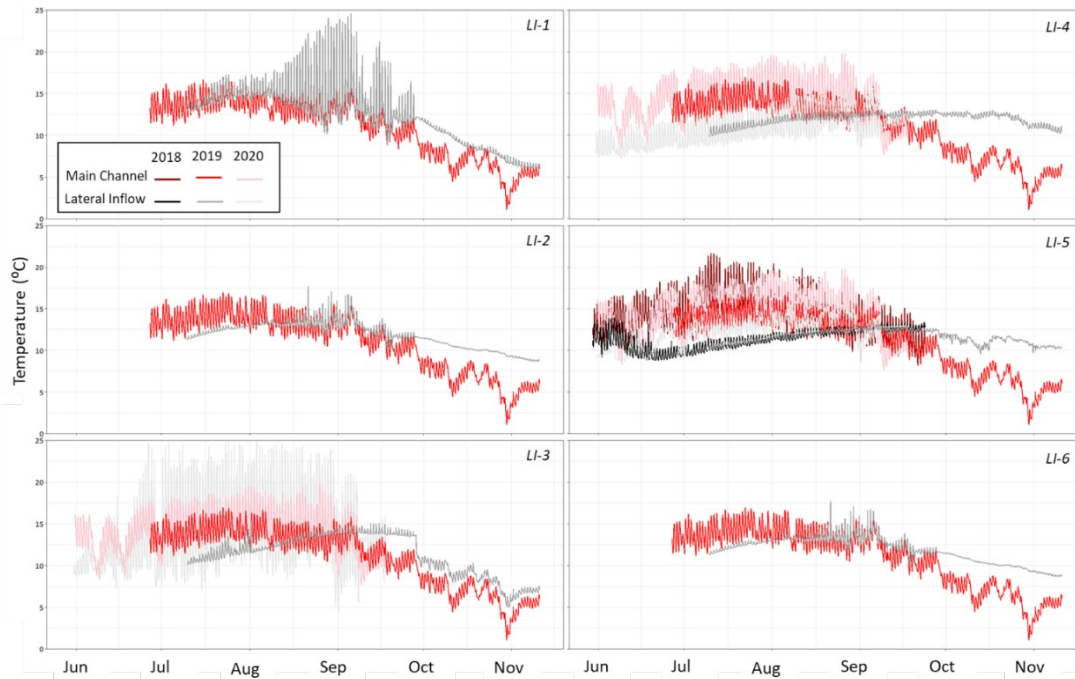 LI-1
LI-4
25
20
15
10
5
0
2018 2019 2020
Main Channel
Lateral Inflow
LI-2
LI-5
25
20
15
10
5
0
Temperature (ºC)
LI-3
LI-6
25
20
15
10
5
0
Jun Jul Aug Sep Oct Nov
Jun Jul Aug Sep Oct Nov